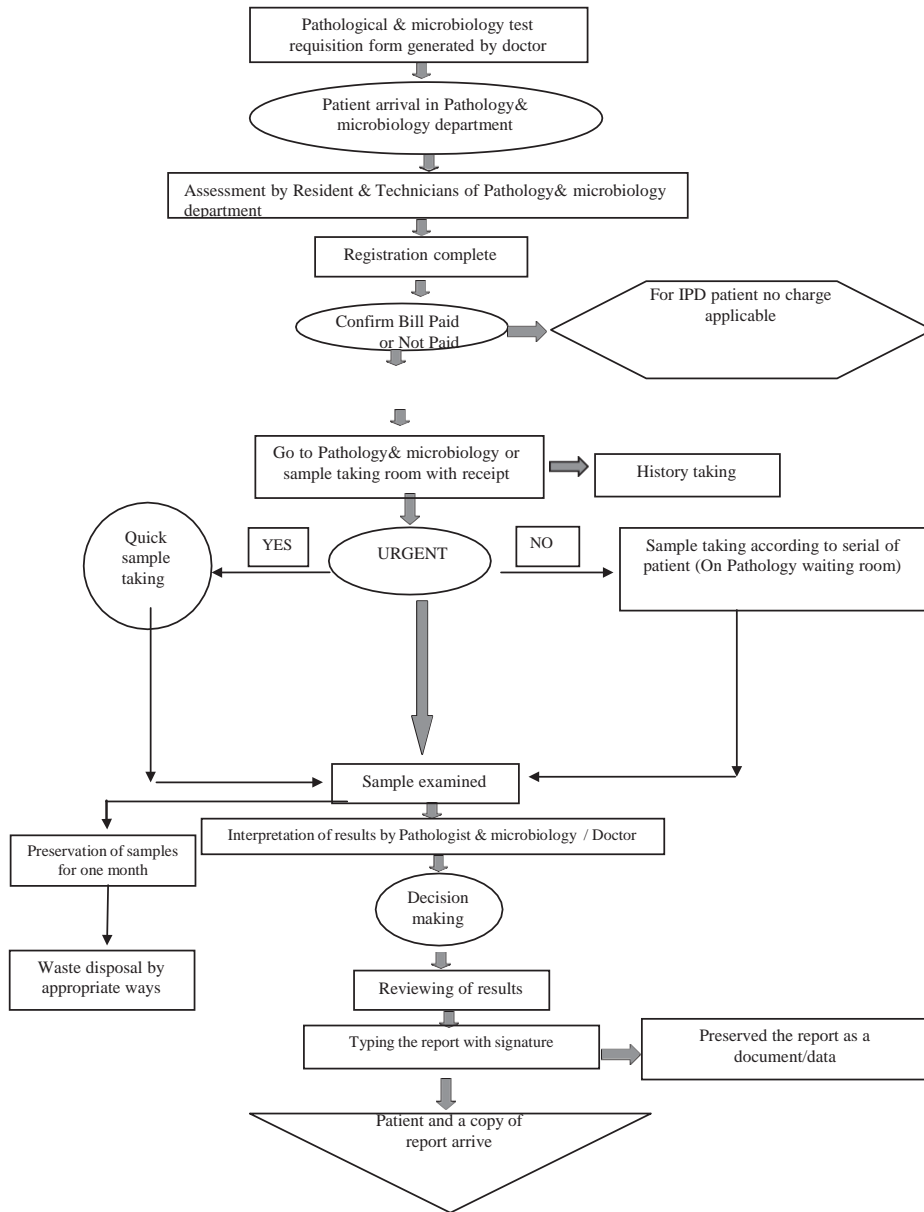 Pathological & microbiology test
requisition form generated by doctor
Patient arrival in Pathology&
microbiology department
Assessment by Resident & Technicians of Pathology& microbiology
department
Registration complete
Confirm Bill Paid
or Not Paid
For IPD patient no charge
applicable
Go to Pathology& microbiology or
sample taking room with receipt
History taking
Quick
sample
taking
YES
URGENT
NO
Sample taking according to serial of
patient (On Pathology waiting room)
Sample examined
Interpretation of results by Pathologist & microbiology / Doctor
Preservation of samples
for one month
Decision
making
Waste disposal by
appropriate ways
Reviewing of results
Typing the report with signature
Preserved the report as a
document/data
Patient and a copy of
report arrive